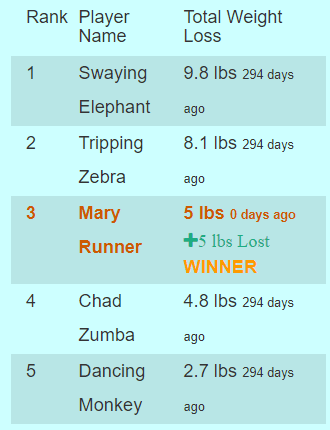 Rank Player Name Total Weight Loss
1 Swaying Elephant 9.8 lbs 294 days ago
2 Tripping Zebra 8.1 lbs 294 days ago
3 Mary Runner 5 lbs 0 days ago
✚5 lbs Lost
WINNER
4 Chad Zumba 4.8 lbs 294 days ago
5 Dancing Monkey 2.7 lbs 294 days ago